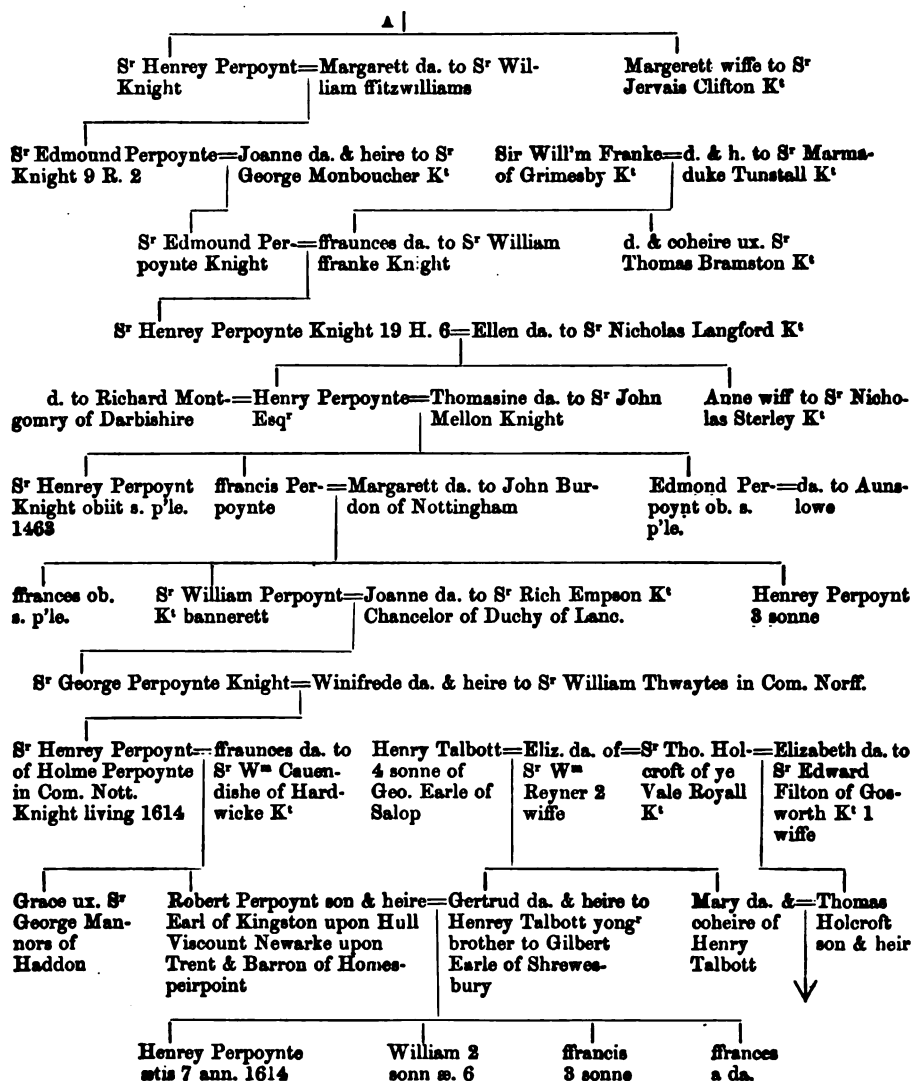 A
Sʳ Henrey Perpoynt=Margarett da. to Sʳ Wil-
Knight liam ffitzwilliams
Margerett wiffe to Sʳ
Jervais Clifton Kᵗ
Sʳ Edmound Perpoynte=Joanne da. & heire to Sʳ
Knight 9 R. 2 George Monboucher Kᵗ
Sir Will'm Franke=d. & h. to Sʳ Marma-
of Grimesby Kᵗ duke Tunstall Kᵗ
Sʳ Edmound Per-=ffraunces da. to Sʳ William
poynte Knight ffranke Knight
d. & coheire ux. Sʳ
Thomas Bramston Kᵗ
Sʳ Henrey Perpoynte Knight 19 H. 6=Ellen da. to Sʳ Nicholas Langford Kᵗ
d. to Richard Mont-=Henry Perpoynte=Thomasine da. to Sʳ John
gomry of Darbishire Esqʳ Mellon Knight
Anne wiff to Sʳ Nicho-
las Sterley Kᵗ
Sʳ Henrey Perpoynt
Knight obiit s. p'le.
1463
ffrancis Per-=Margarett da. to John Bur-
poynte don of Nottingham
Edmond Per-=da. to Auns-
poynt ob. s. lowe
p'le.
ffrances ob.
s. p'le.
Sʳ William Perpoynt=Joanne da. to Sʳ Rich Empson Kᵗ
Kᵗ bannerett Chancelor of Duchy of Lanc.
Henrey Perpoynt
3 sonne
Sʳ George Perpoynte Knight=Winifrede da. & heire to Sʳ William Thwaytes in Com. Norff.
Sʳ Henrey Perpoynt=ffraunces da. to
of Holme Perpoynte Sʳ Wᵐ Cauen-
in Com. Nott. dishe of Hard-
Knight living 1614 wicke Kᵗ
Henry Talbott=Eliz. da. of=Sʳ Tho. Hol-=Elizabeth da. to
4 sonne of Sʳ Wᵐ croft of ye Sʳ Edward
Geo. Earle of Reyner 2 Vale Royall Filton of Gos-
Salop wiffe Kᵗ worth Kᵗ 1
wiffe
Grace ux. Sʳ
George Man-
nors of
Haddon
Robert Perpoynt son & heire=Gertrud da. & heire to
Earl of Kingston upon Hull Henrey Talbott yongʳ
Viscount Newarke upon brother to Gilbert
Trent & Barron of Homes- Earle of Shrewes-
peirpoint bury
Mary da. &=Thomas
coheire of Holcroft
Henry son & heir
Talbott
Henrey Perpoynte
ætis 7 ann. 1614
William 2
sonn æ. 6
ffrancis
3 sonne
ffrances
a da.